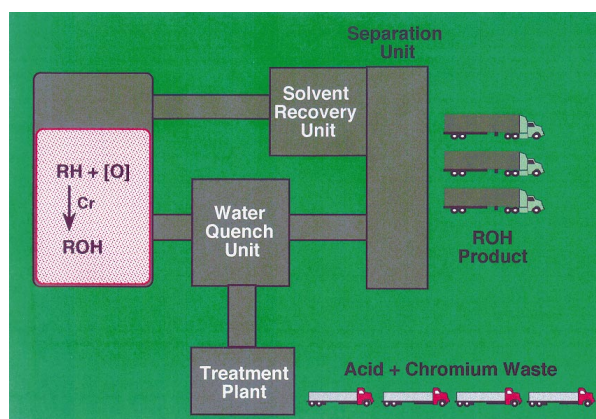 Separation
Unit
Solvent
Recovery
Unit
RH + [O]
Cr
ROH
Water
Quench
Unit
ROH
Product
Treatment
Plant
Acid + Chromium Waste